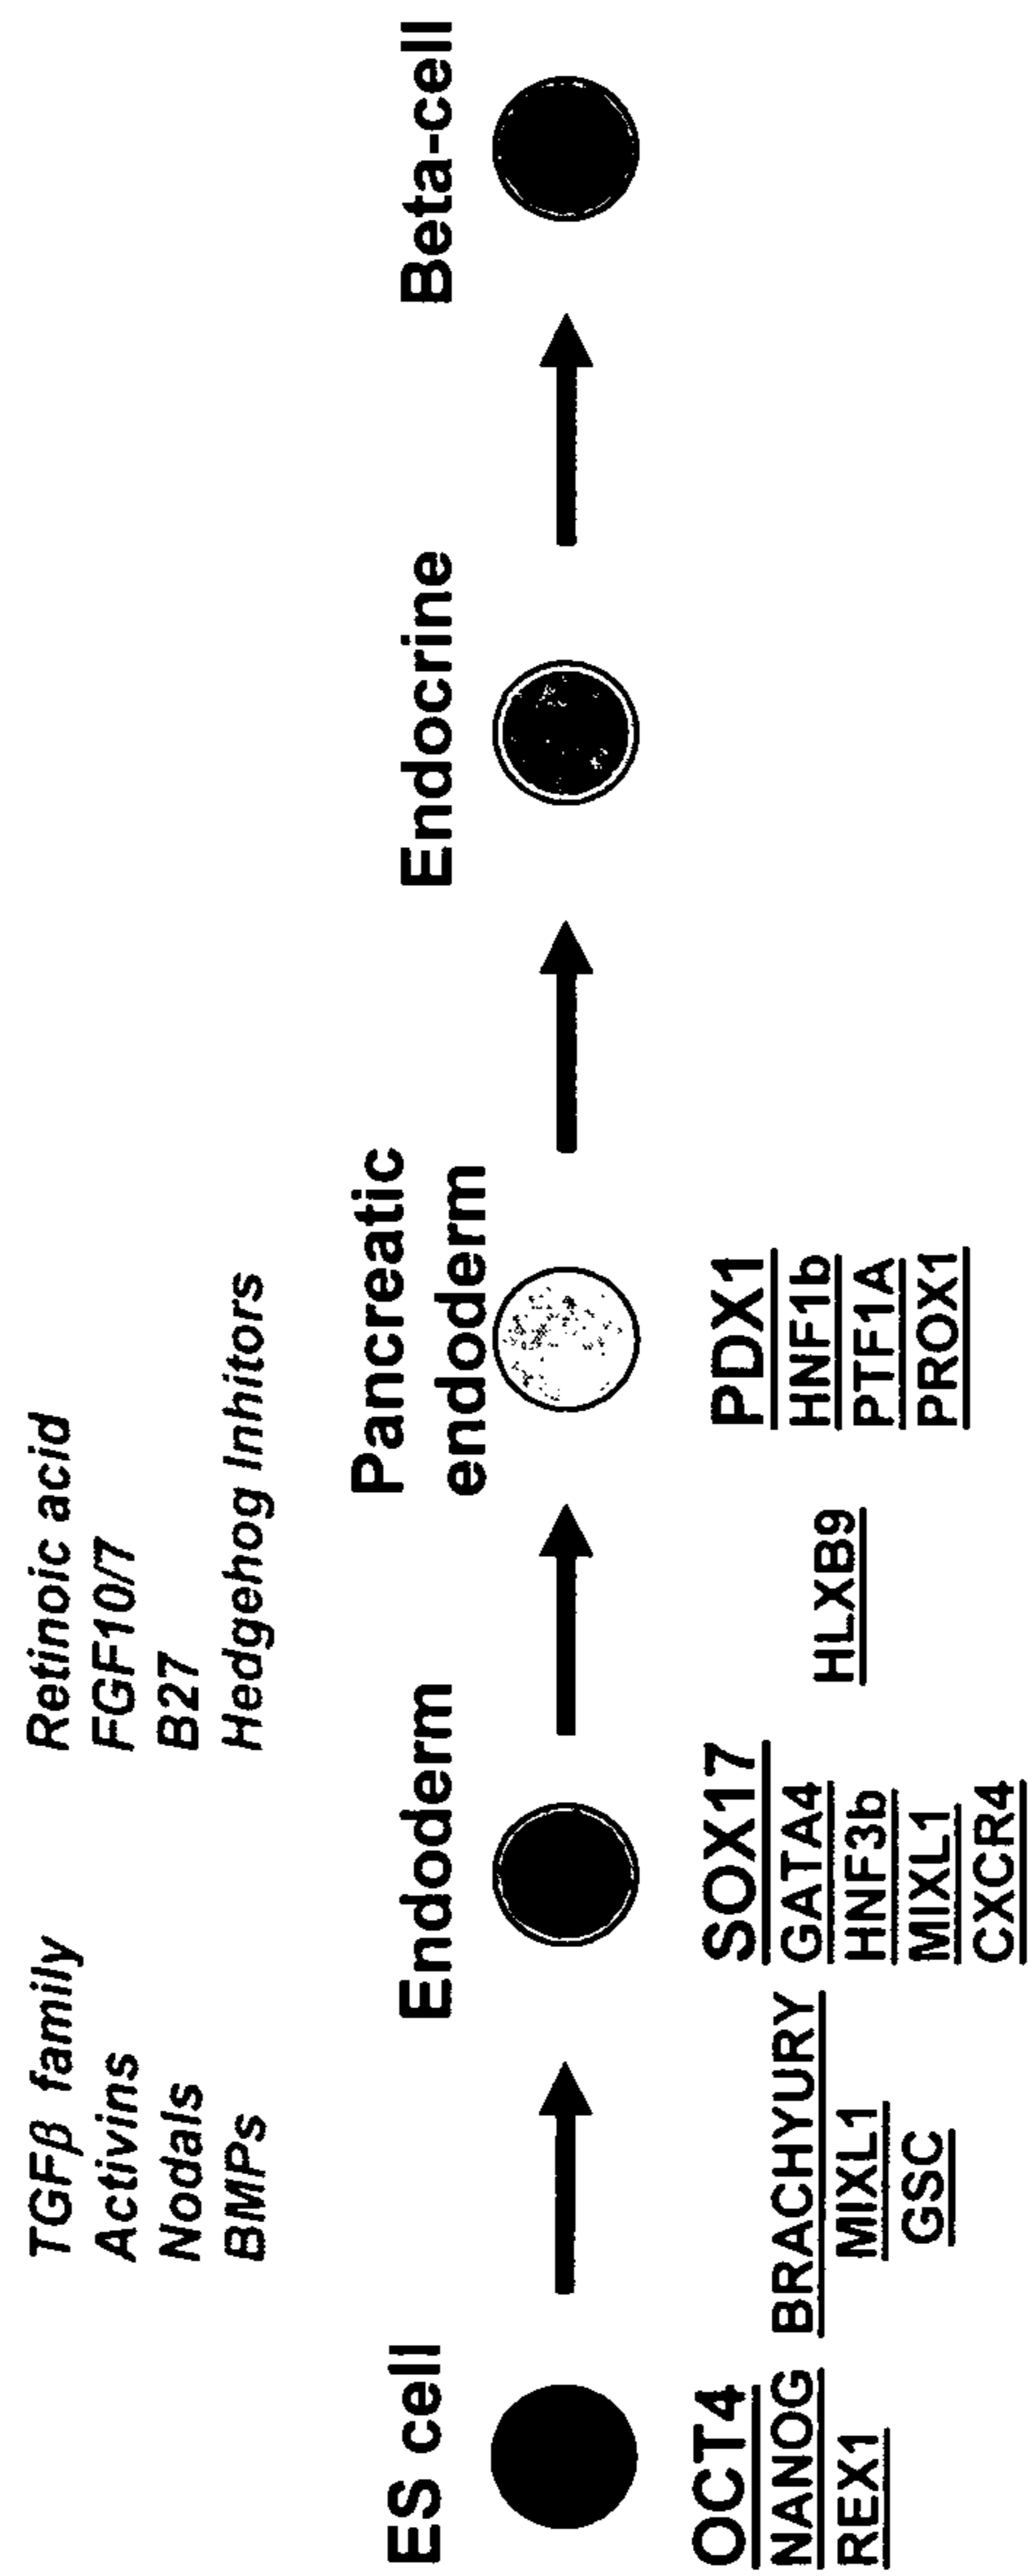 TGFβ family
Activins
Nodals
BMPs
Retinoic acid
FGF10/7
B27
Hedgehog Inhibitors
ES cell
Endoderm
Pancreatic
endoderm
Endocrine
Beta-cell
OCT4
NANOG
REX1
BRACHYURY
MIXL1
GSC
SOX17
GATA4
HNF3b
MIXL1
CXCR4
HLXB9
PDX1
HNF1b
PTF1A
PROX1